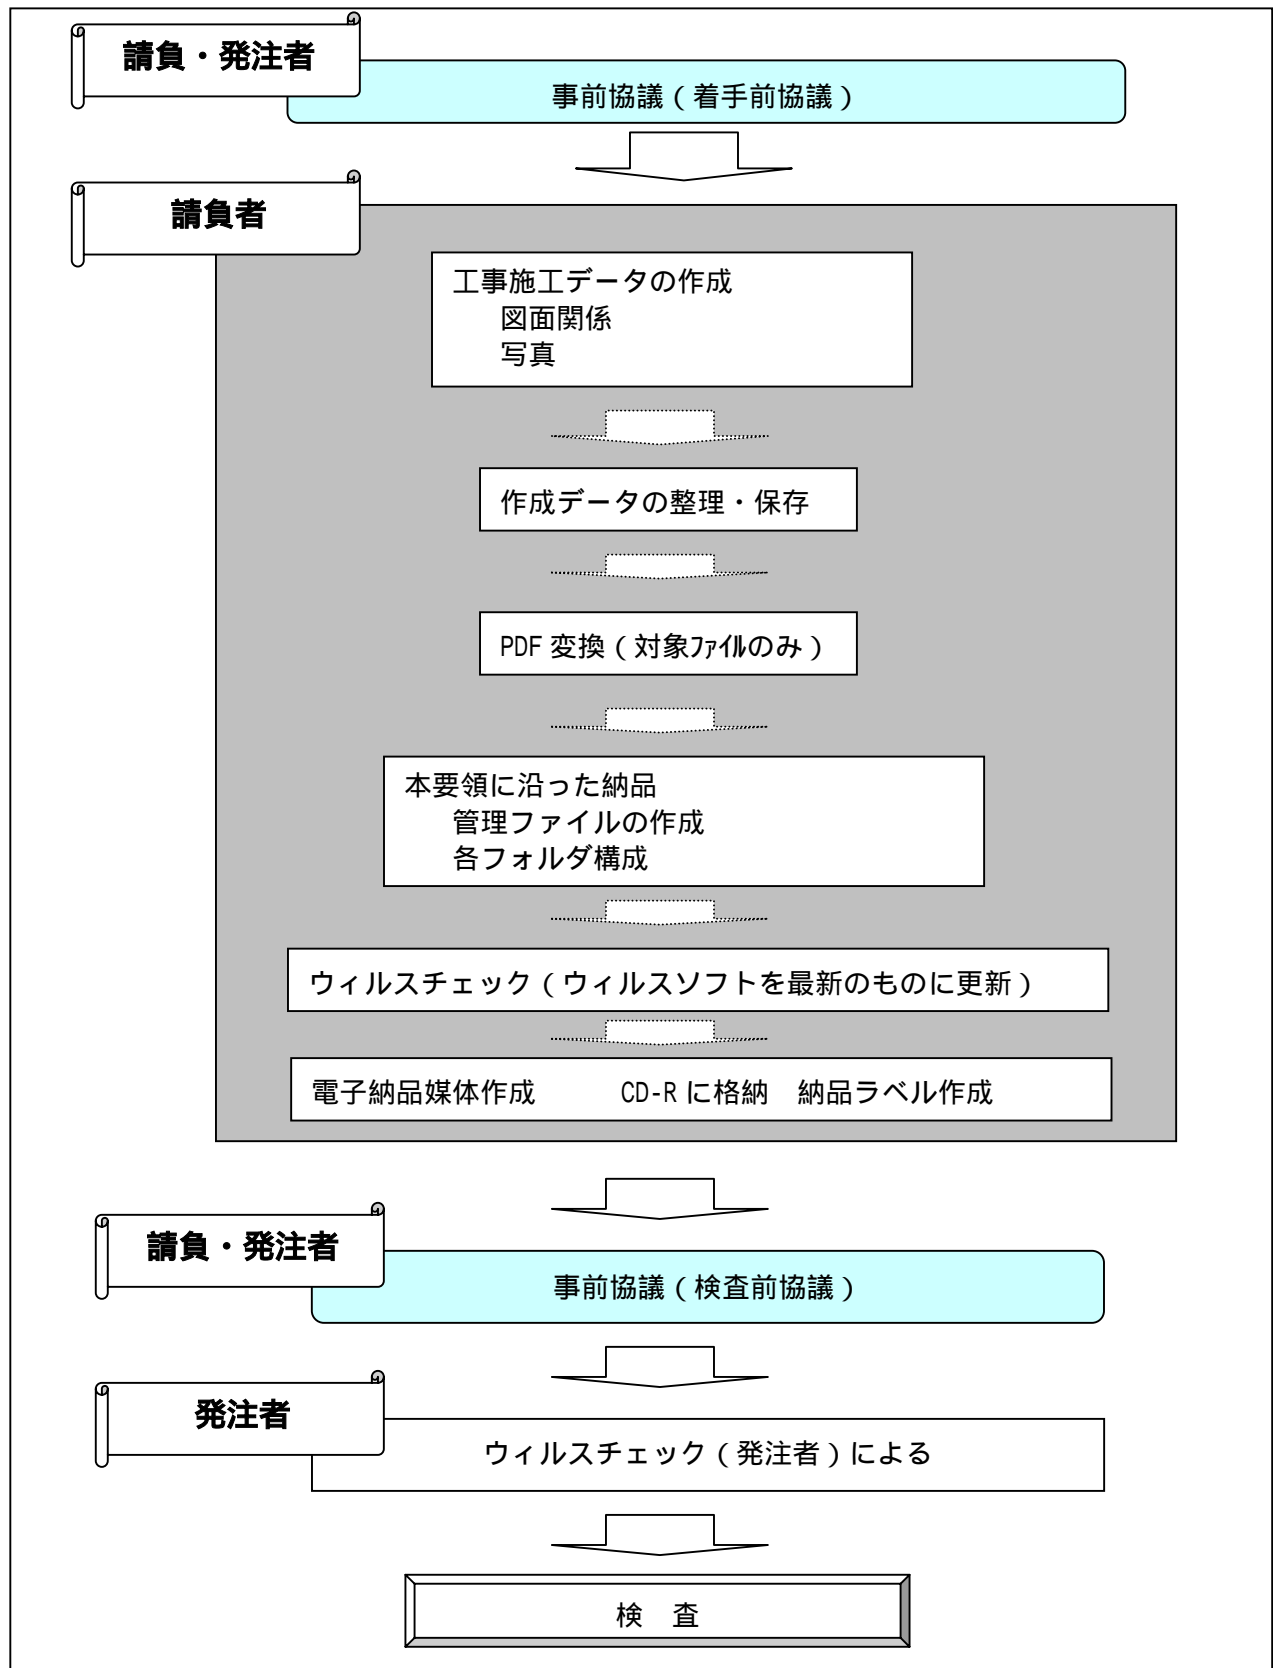 請負・発注者
事前協議(着手前協議)
請負者
工事施工データの作成
図面関係
写真
作成データの整理・保存
PDF 変換(対象ファイルのみ)
本要領に沿った納品
管理ファイルの作成
各フォルダ構成
ウィルスチェック(ウィルスソフトを最新のものに更新)
電子納品媒体作成　　　CD-R に格納　納品ラベル作成
請負・発注者
事前協議(検査前協議)
発注者
ウィルスチェック(発注者)による
検　査